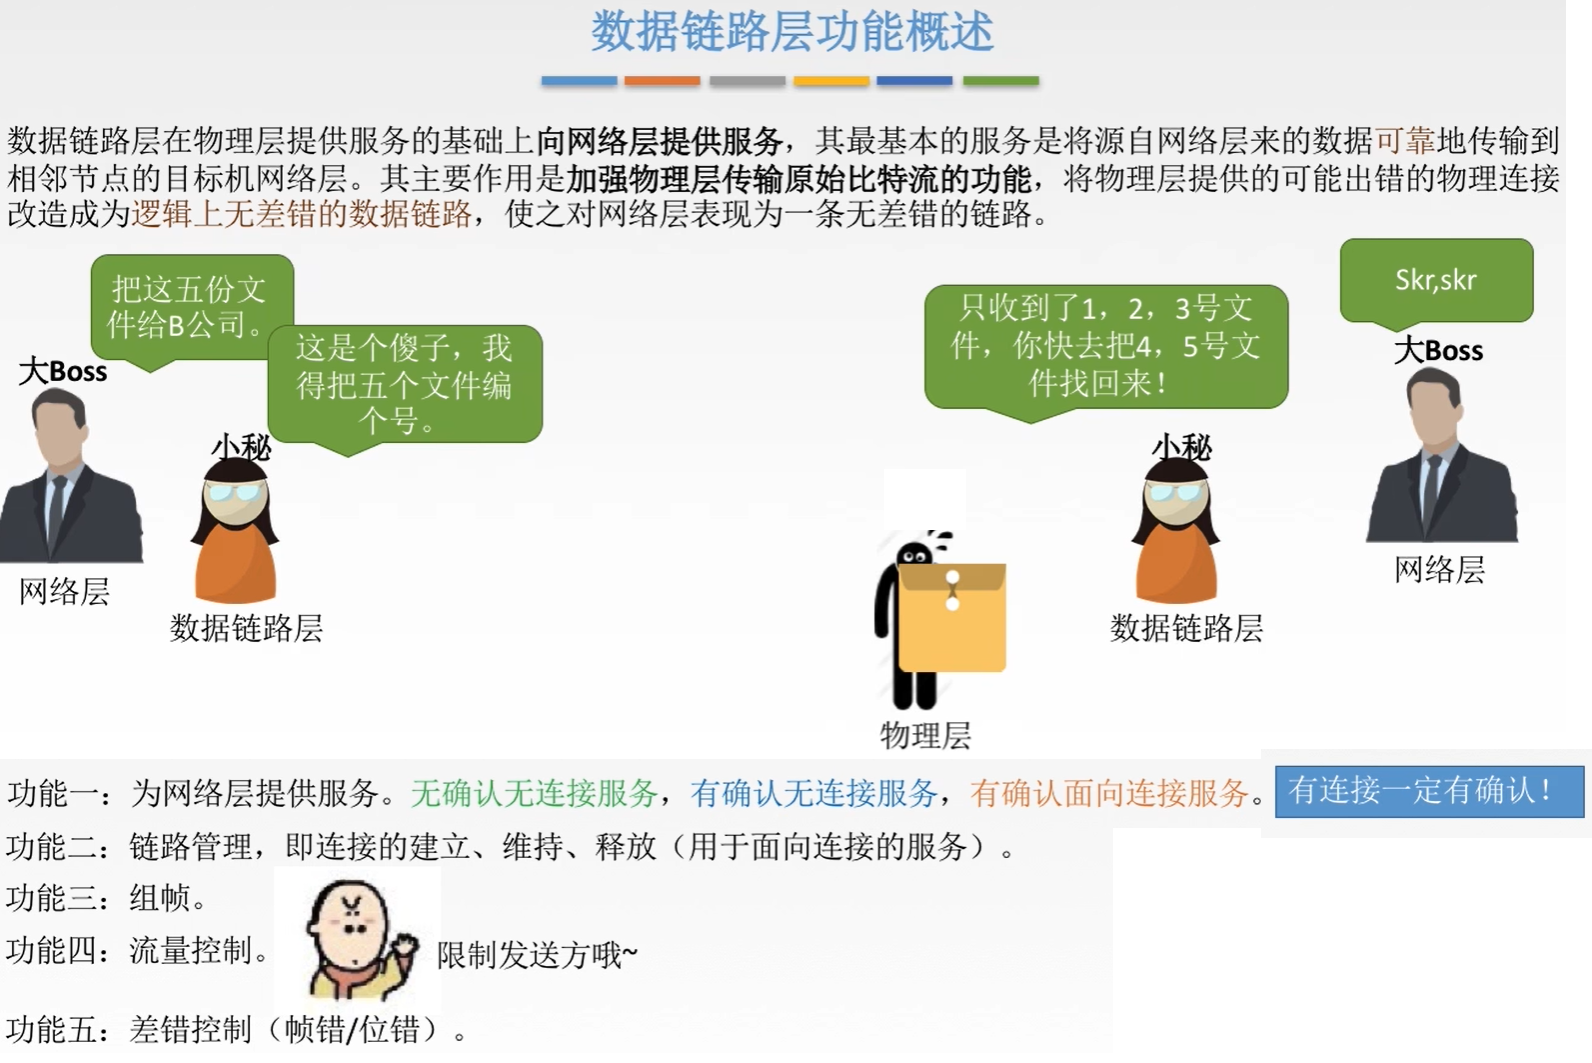 数据链路层功能概述
数据链路层在物理层提供服务的基础上向网络层提供服务，其最基本的服务是将源自网络层来的数据可靠地传输到
相邻节点的目标机网络层。其主要作用是加强物理层传输原始比特流的功能，将物理层提供的可能出错的物理连接
改造成为逻辑上无差错的数据链路，使之对网络层表现为一条无差错的链路。
把这五份文
件给B公司。
大Boss
网络层
这是个傻子，我
得把五个文件编
个号。
小秘
数据链路层
只收到了1，2，3号文
件，你快去把4，5号文
件找回来！
小秘
数据链路层
Skr,skr
大Boss
网络层
物理层
功能一：为网络层提供服务。无确认无连接服务，有确认无连接服务，有确认面向连接服务。
有连接一定有确认！
功能二：链路管理，即连接的建立、维持、释放（用于面向连接的服务）。
功能三：组帧。
功能四：流量控制。
限制发送方哦~
功能五：差错控制（帧错/位错）。